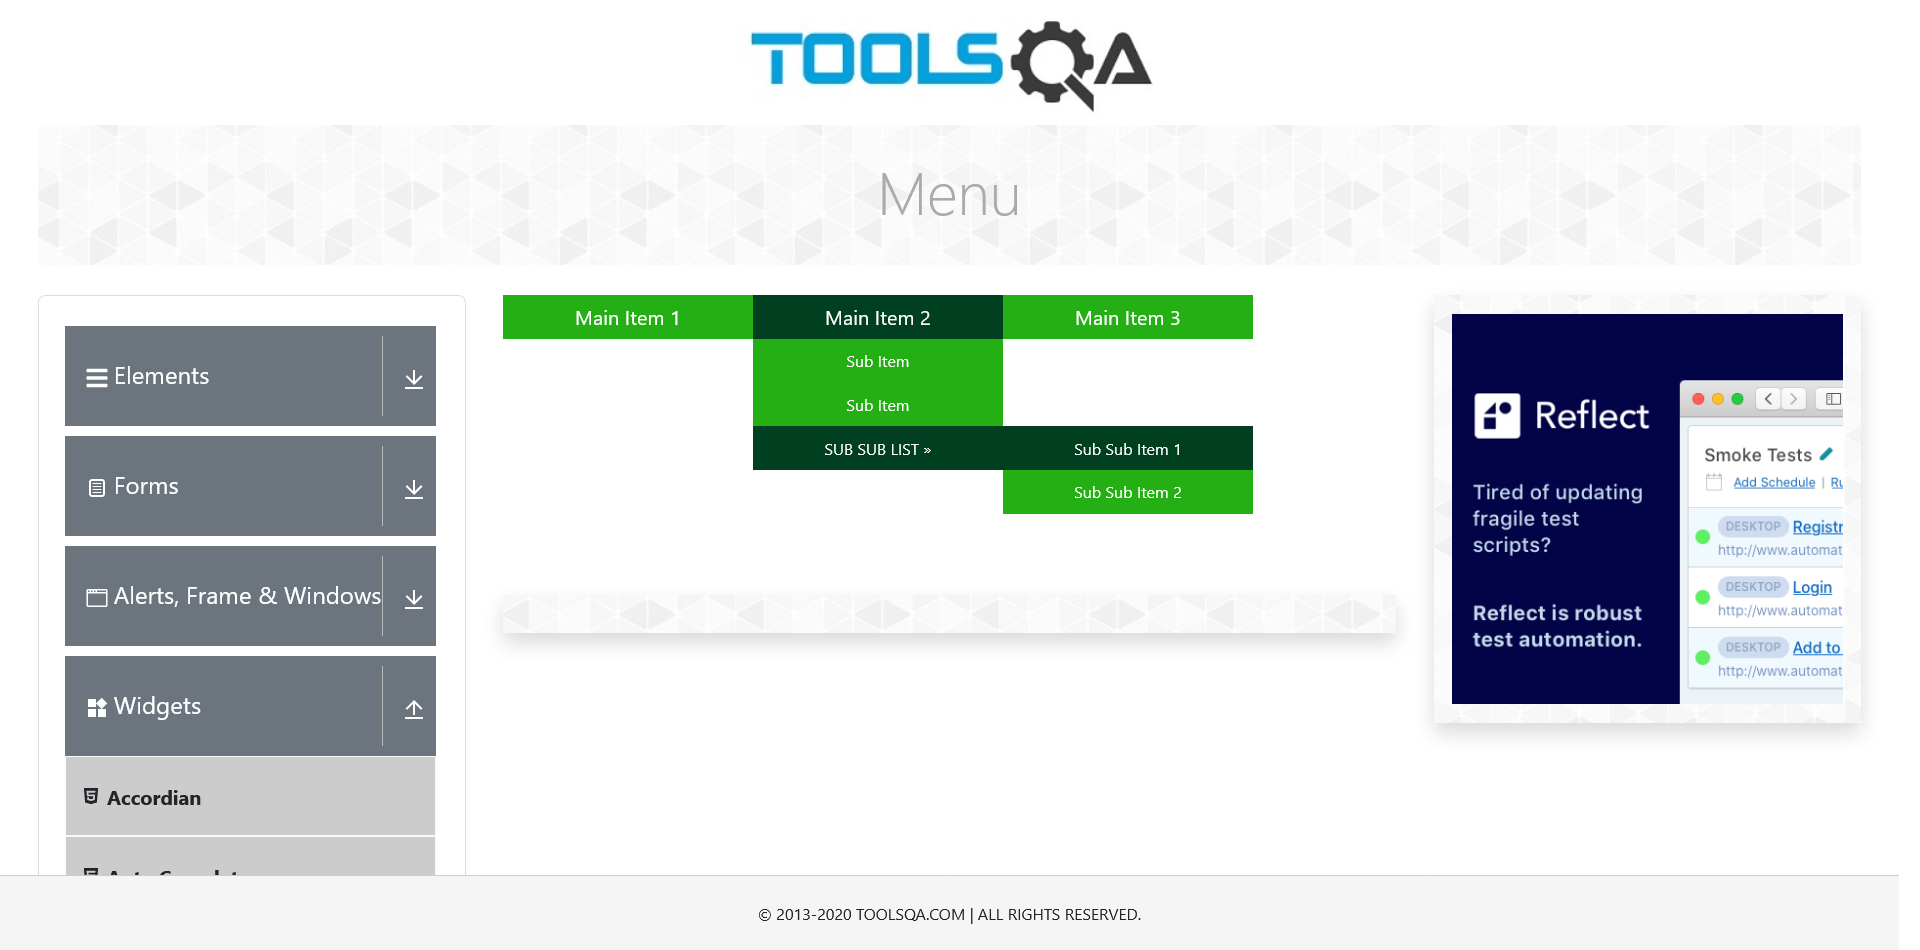 TOOLSQA
Menu
Elements
Forms
Alerts, Frame & Windows
Widgets
Accordian
Main Item 1
Main Item 2
Main Item 3
Sub Item
Sub Item
SUB SUB LIST »
Sub Sub Item 1
Sub Sub Item 2
Reflect
Tired of updating
fragile test
scripts?
Reflect is robust
test automation.
Smoke Tests
Add Schedule | Ru
DESKTOP Registr
http://www.automat
DESKTOP Login
http://www.automat
DESKTOP Add to
http://www.automat
© 2013-2020 TOOLSQA.COM | ALL RIGHTS RESERVED.